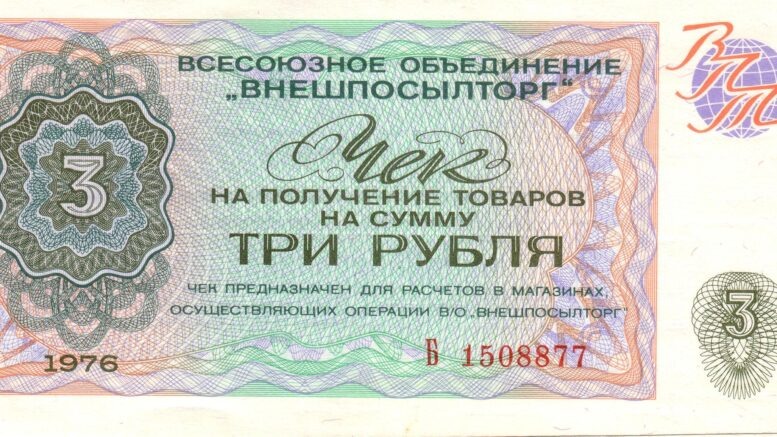 ВСЕСОЮЗНОЕ ОБЪЕДИНЕНИЕ
„ВНЕШПОСЫЛТОРГ"
ВПТ
Чек
3
НА ПОЛУЧЕНИЕ ТОВАРОВ
НА СУММУ
ТРИ РУБЛЯ
ЧЕК ПРЕДНАЗНАЧЕН ДЛЯ РАСЧЕТОВ В МАГАЗИНАХ,
ОСУЩЕСТВЛЯЮЩИХ ОПЕРАЦИИ В/О „ВНЕШПОСЫЛТОРГ"
3
1976
Б 1508877